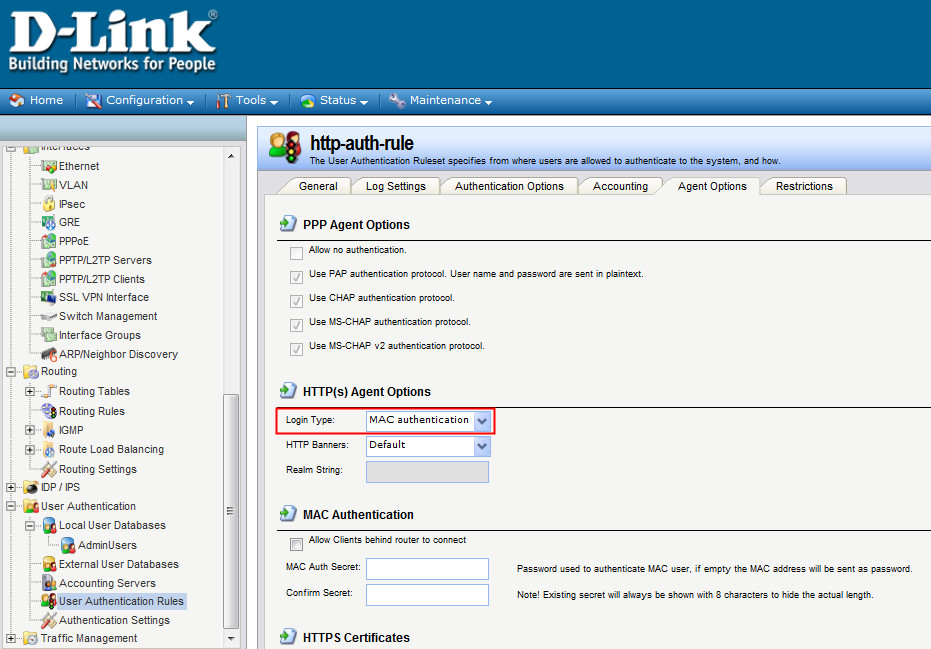 D-Link®
Building Networks for People
Home Configuration Tools Status Maintenance
Interfaces
Ethernet
VLAN
IPsec
GRE
PPPoE
PPTP/L2TP Servers
PPTP/L2TP Clients
SSL VPN Interface
Switch Management
Interface Groups
ARP/Neighbor Discovery
Routing
Routing Tables
Routing Rules
IGMP
Route Load Balancing
Routing Settings
IDP / IPS
User Authentication
Local User Databases
AdminUsers
External User Databases
Accounting Servers
User Authentication Rules
Authentication Settings
Traffic Management
http-auth-rule
The User Authentication Ruleset specifies from where users are allowed to authenticate to the system, and how.
General Log Settings Authentication Options Accounting Agent Options Restrictions
PPP Agent Options
Allow no authentication.
Use PAP authentication protocol. User name and password are sent in plaintext.
Use CHAP authentication protocol.
Use MS-CHAP authentication protocol.
Use MS-CHAP v2 authentication protocol.
HTTP(s) Agent Options
Login Type: MAC authentication
HTTP Banners: Default
Realm String:
MAC Authentication
Allow Clients behind router to connect
MAC Auth Secret: Password used to authenticate MAC user, if empty the MAC address will be sent as password.
Confirm Secret: Note! Existing secret will always be shown with 8 characters to hide the actual length.
HTTPS Certificates